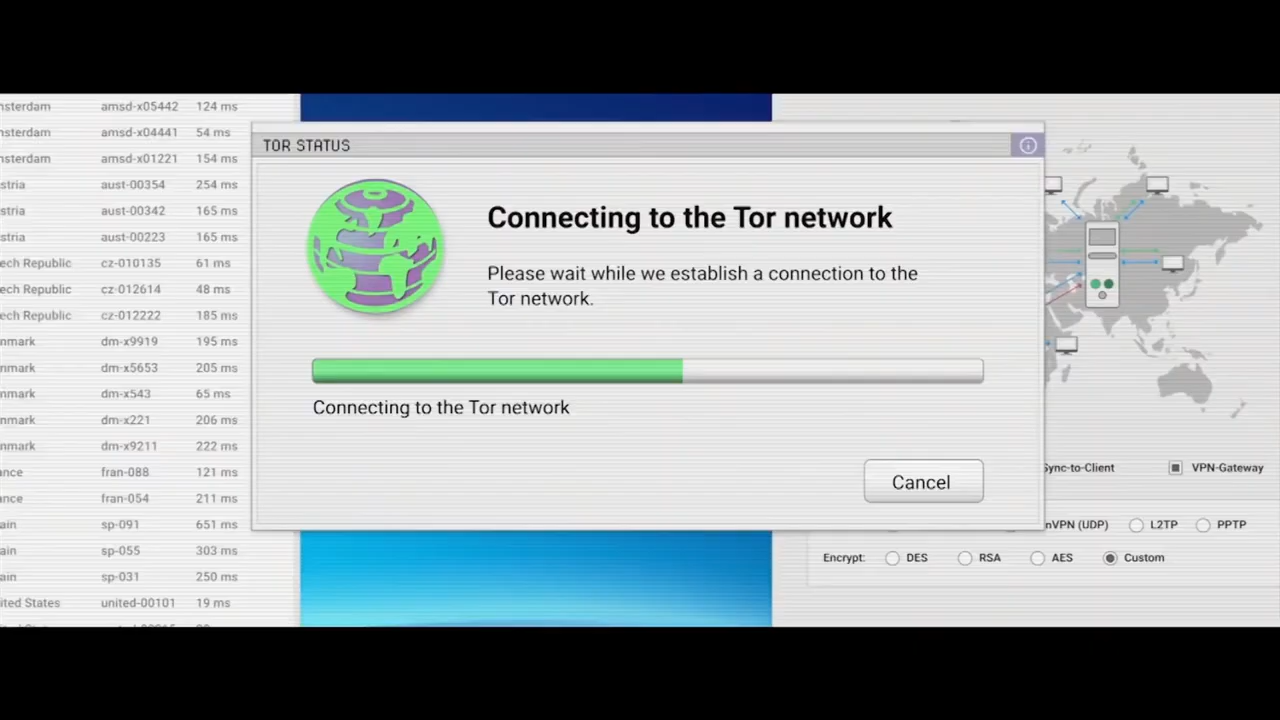 amsd-x05442 124 ms
amsd-x04441 54 ms
amsd-x01221 154 ms
aust-00354 254 ms
aust-00342 165 ms
aust-00223 165 ms
ech Republic cz-010135 61 ms
ech Republic cz-012614 48 ms
ech Republic cz-012222 185 ms
nmark dm-x9919 195 ms
nmark dm-x5653 205 ms
nmark dm-x543 65 ms
nmark dm-x221 206 ms
nmark dm-x9211 222 ms
ance fran-088 121 ms
ance fran-054 211 ms
ain sp-091 651 ms
ain sp-055 303 ms
ain sp-031 250 ms
ited States united-00101 19 ms
TOR STATUS
Connecting to the Tor network
Please wait while we establish a connection to the
Tor network.
Connecting to the Tor network
Cancel
Sync-to-Client VPN-Gateway
nVPN (UDP) L2TP PPTP
Encrypt: DES RSA AES Custom